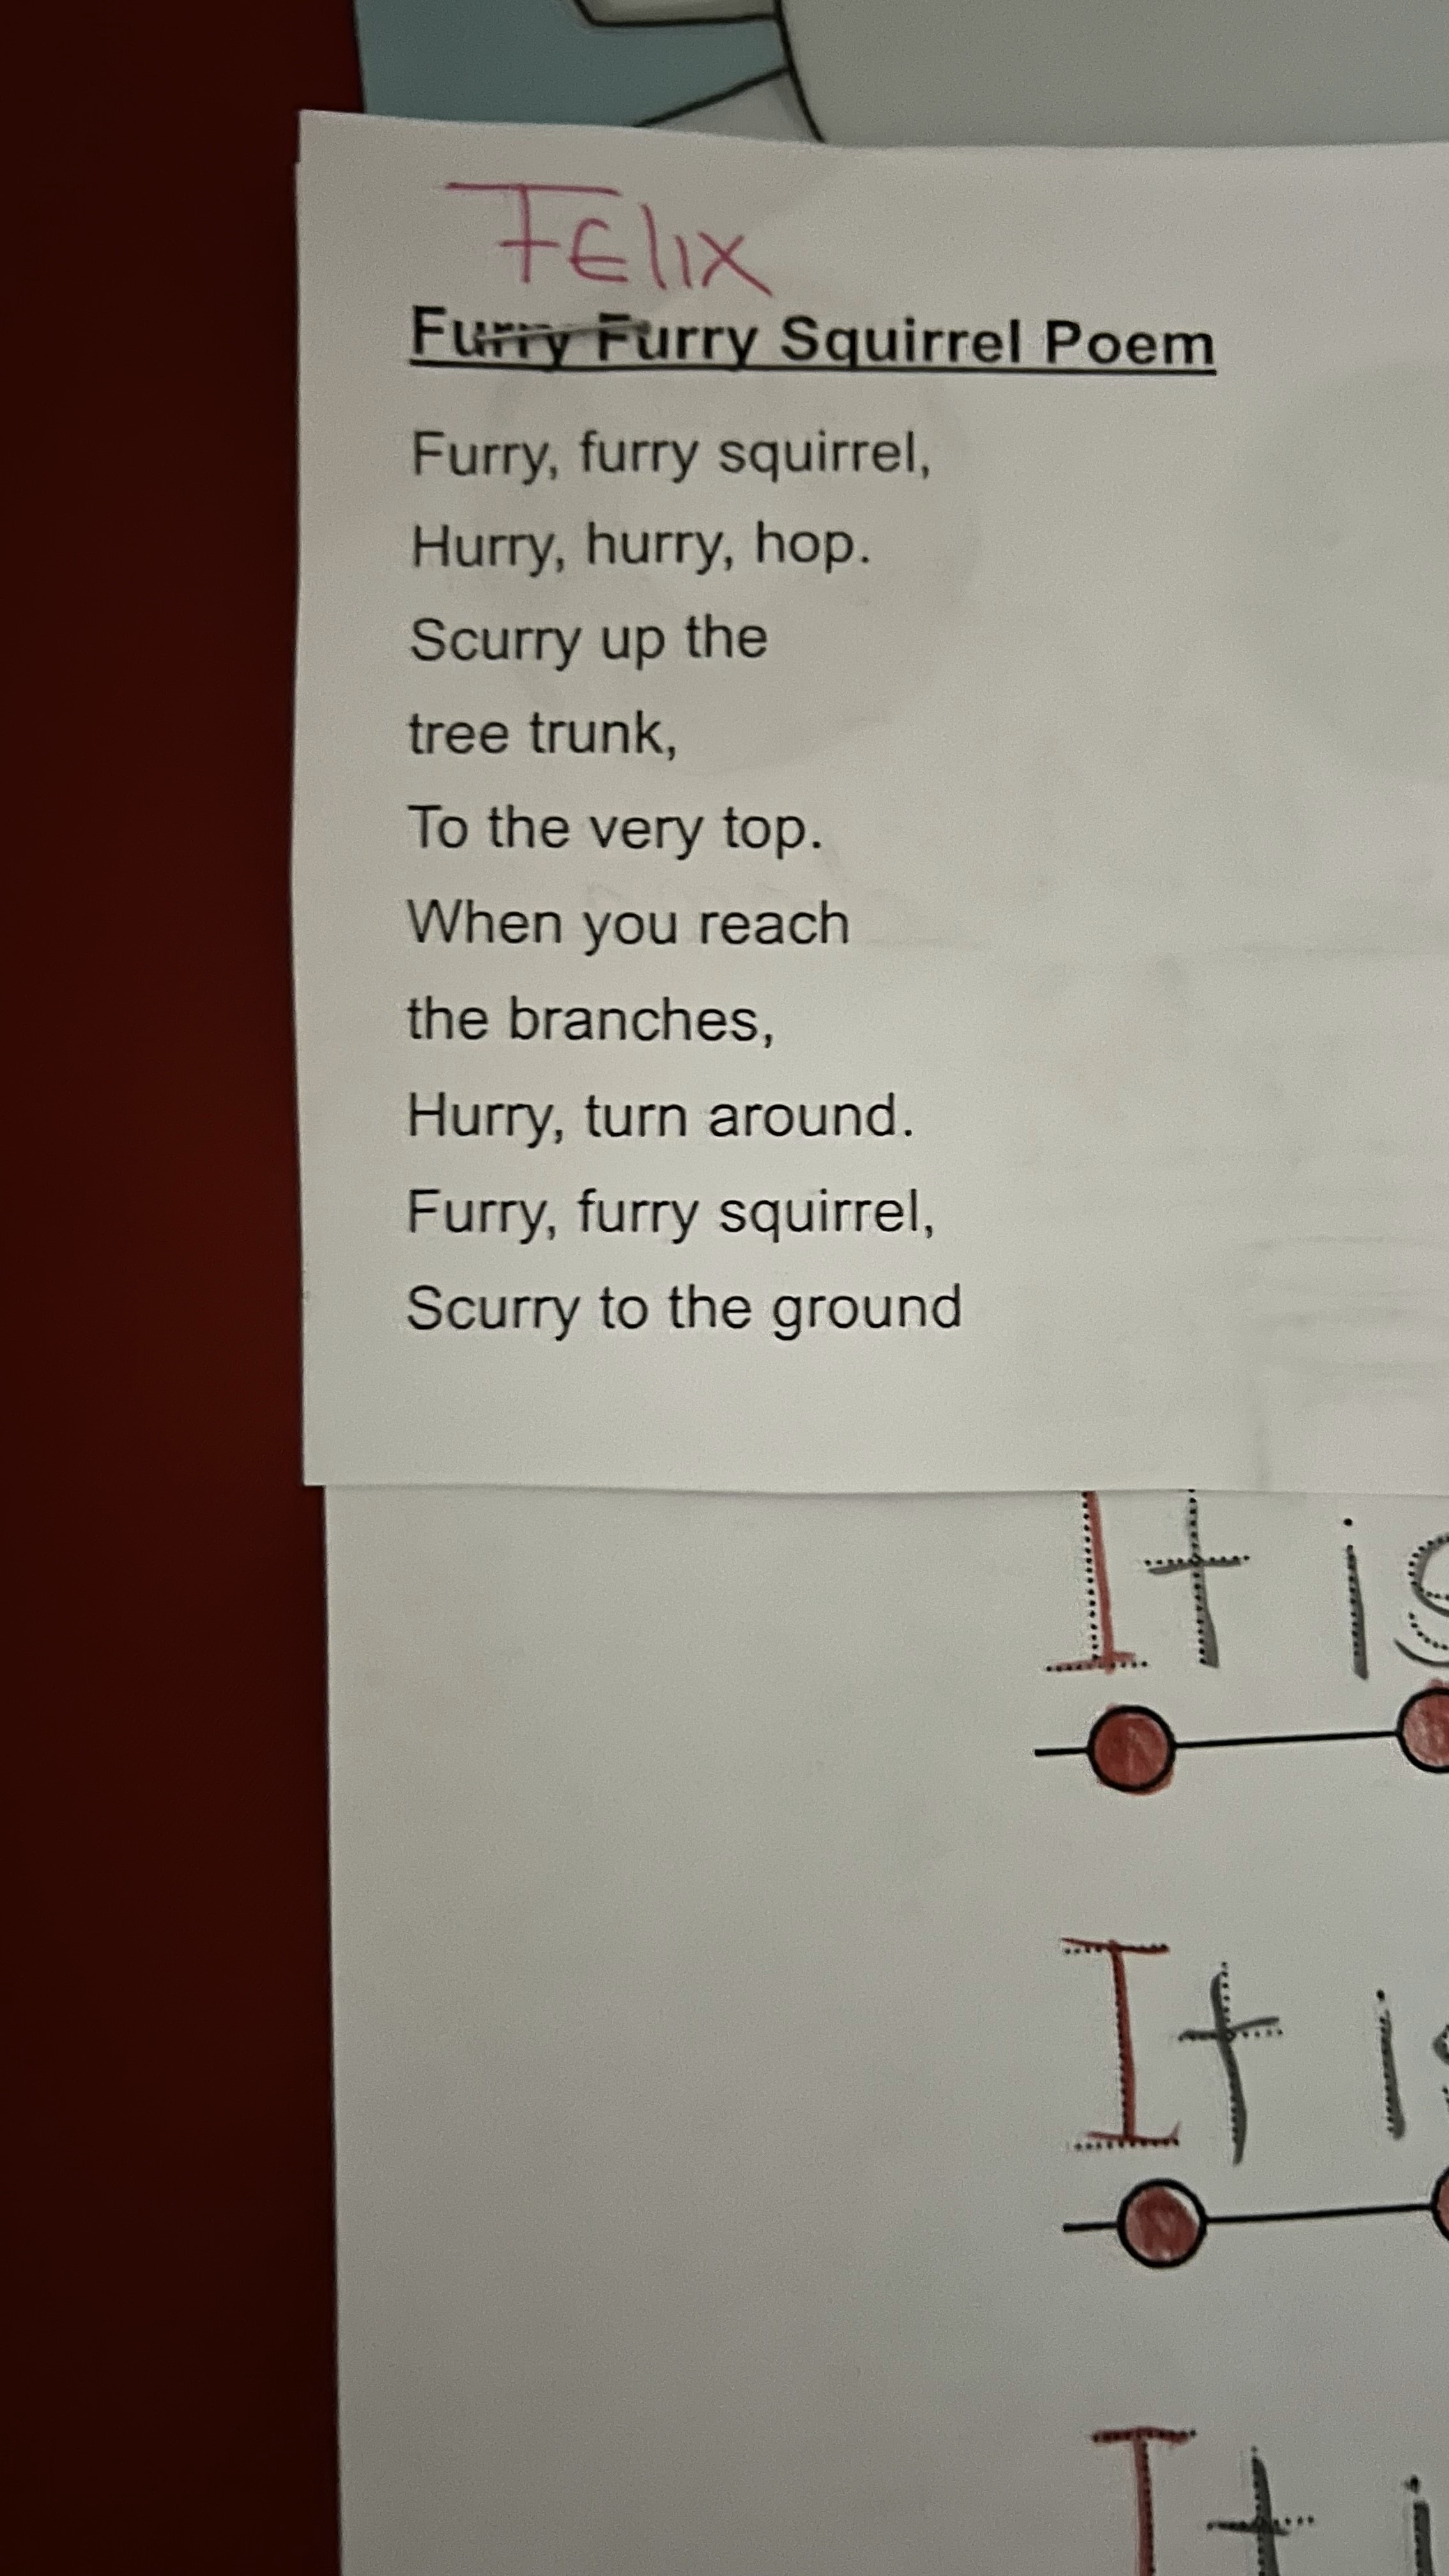 FElix
Furry Furry Squirrel Poem
Furry, furry squirrel,
Hurry, hurry, hop.
Scurry up the
tree trunk,
To the very top.
When you reach
the branches,
Hurry, turn around.
Furry, furry squirrel,
Scurry to the ground
It is
It is
It i